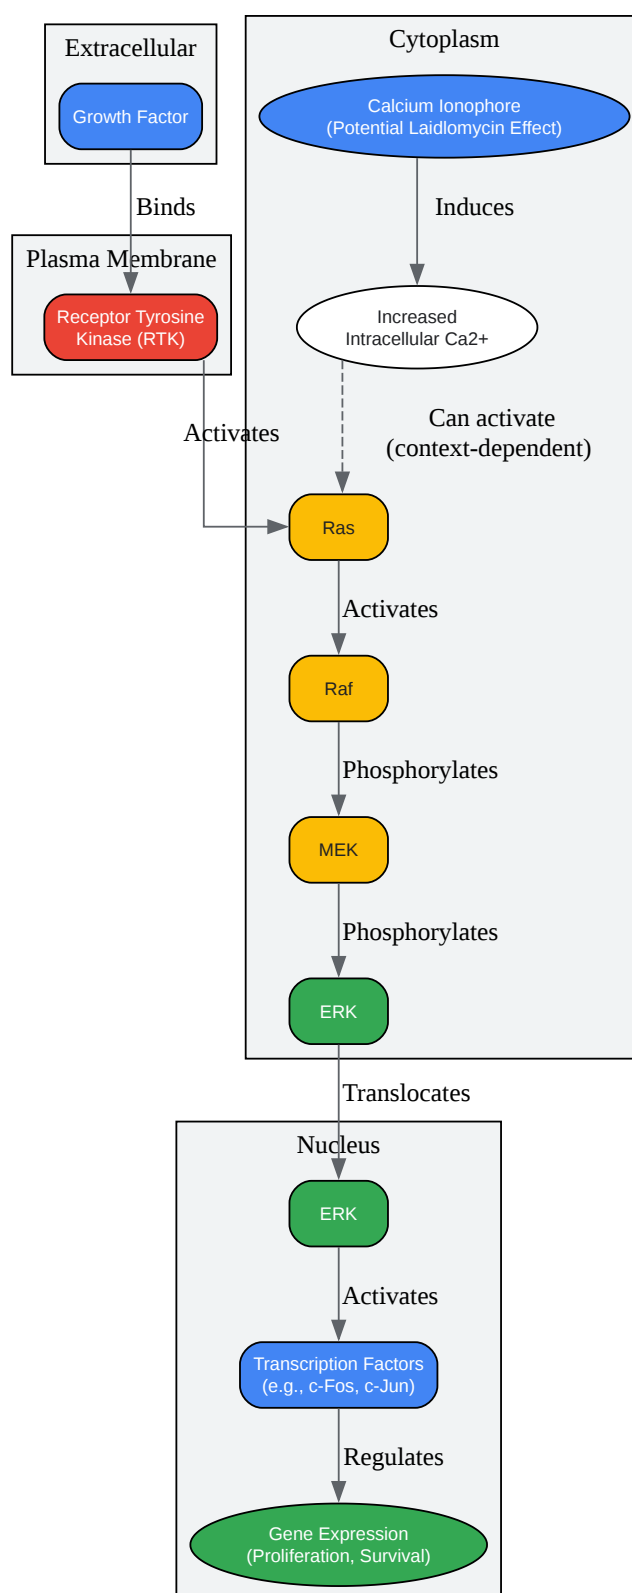 Extracellular
Growth Factor
Binds
Plasma Membrane
Receptor Tyrosine
Kinase (RTK)
Activates
Cytoplasm
Calcium Ionophore
(Potential Laidlomycin Effect)
Induces
Increased
Intracellular Ca2+
Can activate
(context-dependent)
Ras
Activates
Raf
Phosphorylates
MEK
Phosphorylates
ERK
Translocates
Nucleus
ERK
Activates
Transcription Factors
(e.g., c-Fos, c-Jun)
Regulates
Gene Expression
(Proliferation, Survival)